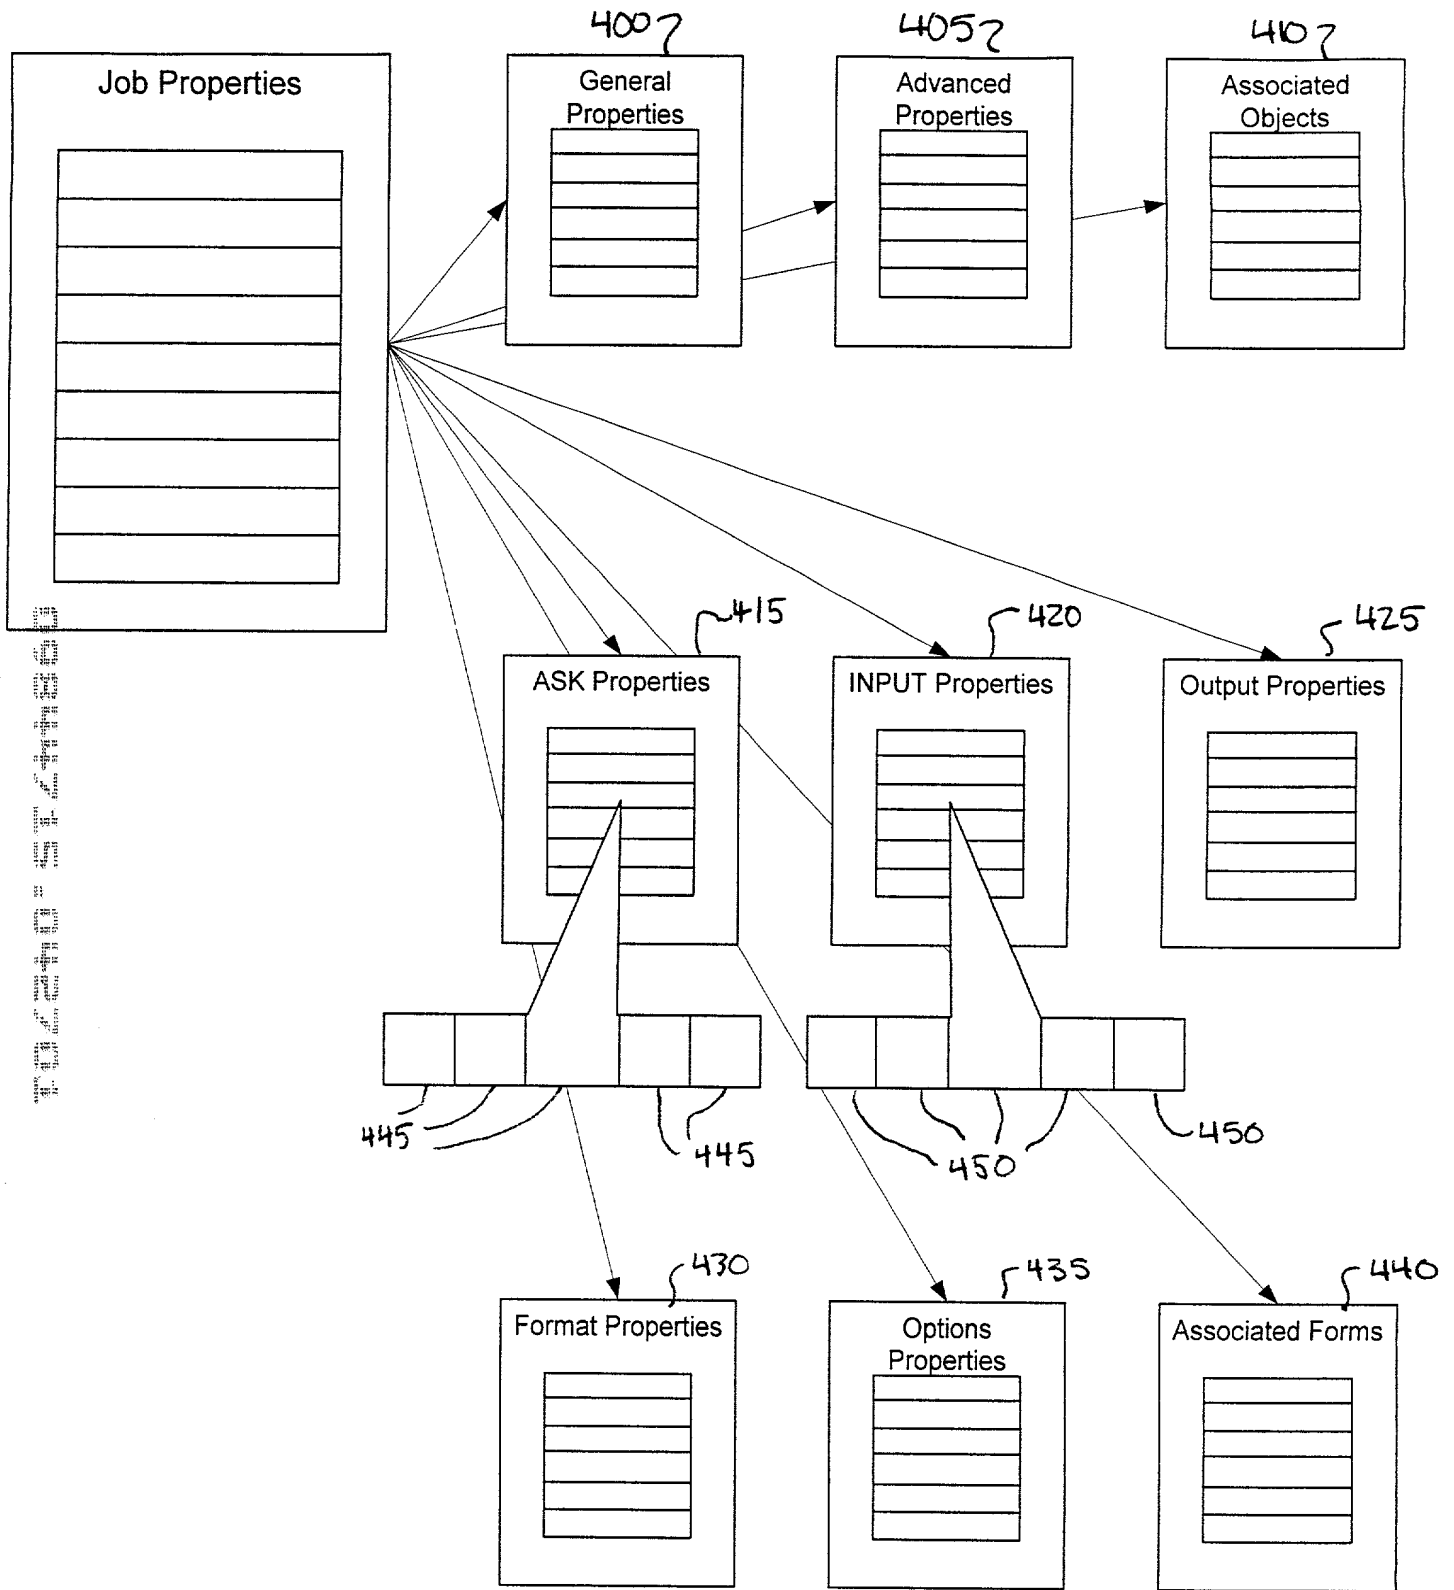 400
405
410
Job Properties
General
Properties
Advanced
Properties
Associated
Objects
415
420
425
ASK Properties
INPUT Properties
Output Properties
445
445
450
450
430
435
440
Format Properties
Options
Properties
Associated Forms